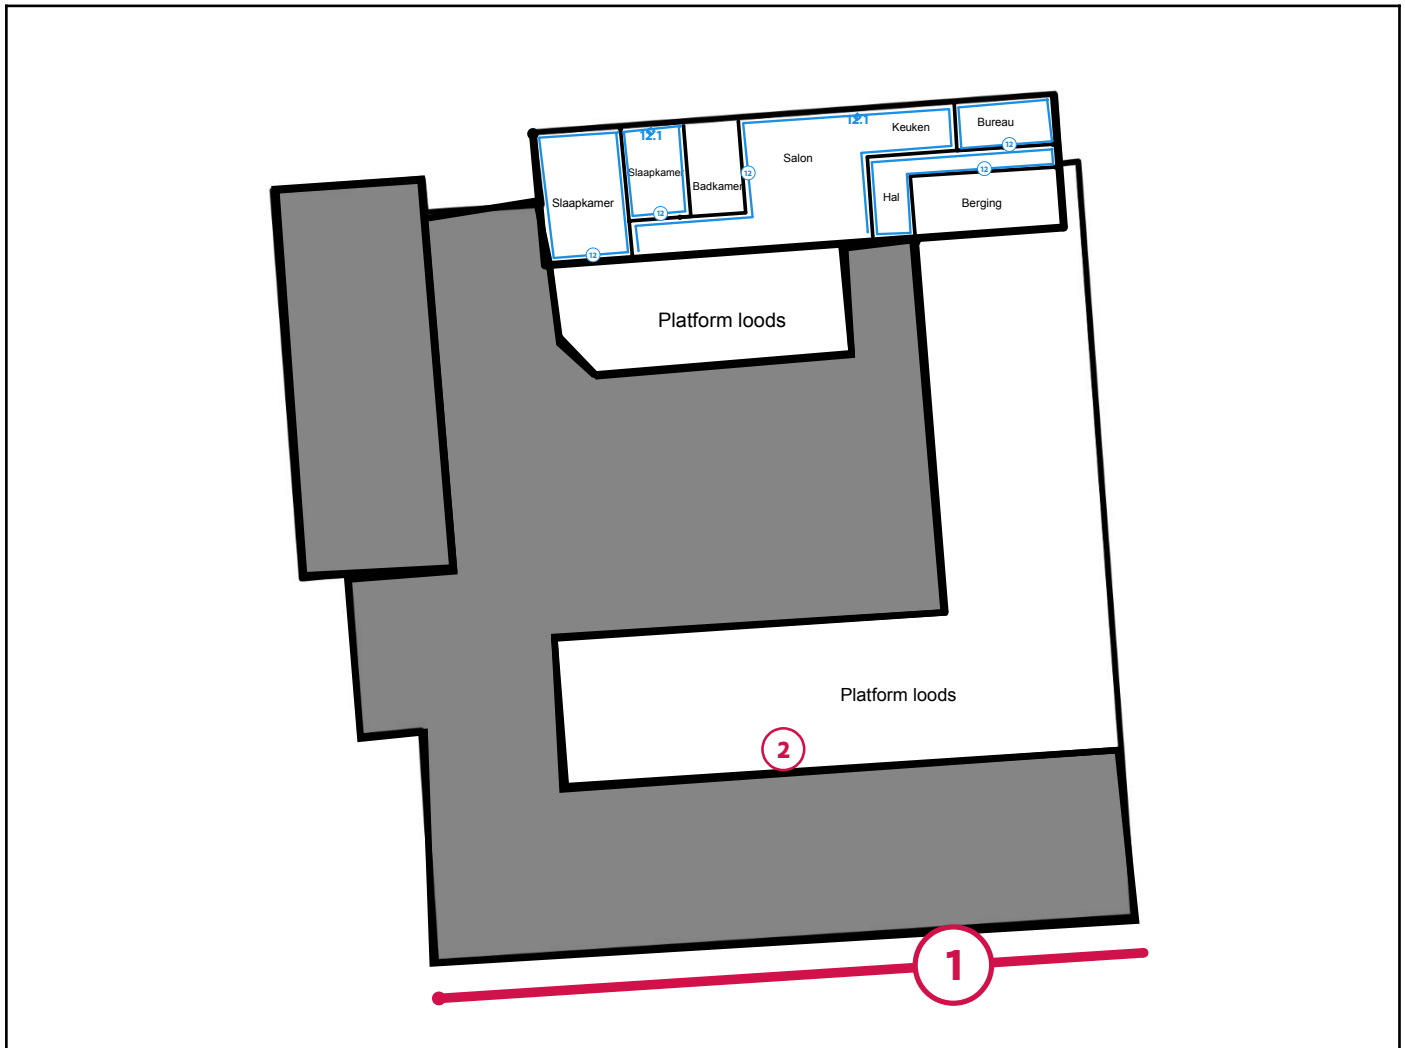 12.1
12.1
Keuken
Bureau
12
Salon
12
12
Slaapkamer
Badkamer
Slaapkamer
Hal
Berging
12
12
Platform loods
Platform loods
2
1